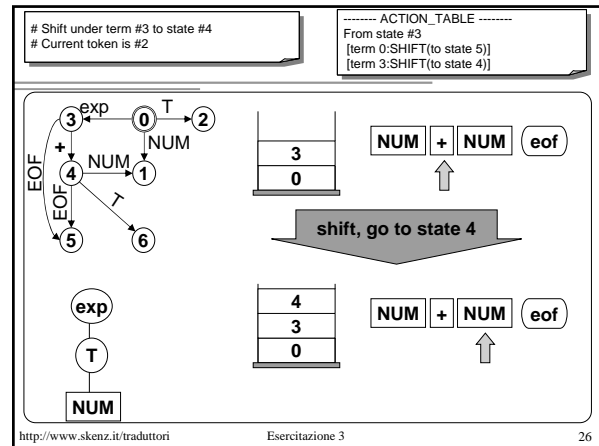 # Shift under term #3 to state #4
# Current token is #2
-------- ACTION_TABLE --------
From state #3
[term 0:SHIFT(to state 5)]
[term 3:SHIFT(to state 4)]
3 exp 0 T 2
+ NUM
EOF 4 NUM 1
EOF T
5 6
3
0
NUM + NUM eof
shift, go to state 4
exp
T
NUM
4
3
0
NUM + NUM eof
http://www.skenz.it/traduttori Esercitazione 3 26